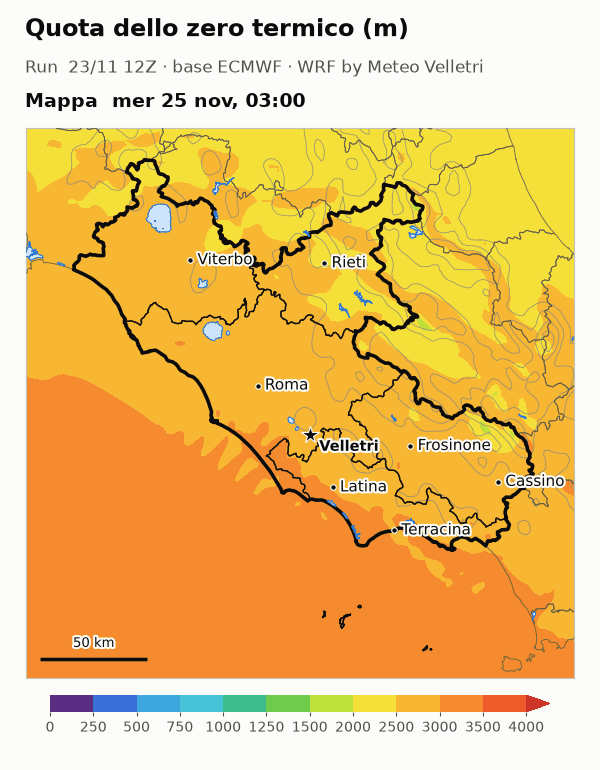 Quota dello zero termico (m)
Run  23/11 12Z · base ECMWF · WRF by Meteo Velletri
Mappa  mer 25 nov, 03:00
Viterbo
Rieti
Roma
Velletri
Frosinone
Latina
Cassino
Terracina
50 km
0 250 500 750 1000 1250 1500 2000 2500 3000 3500 4000